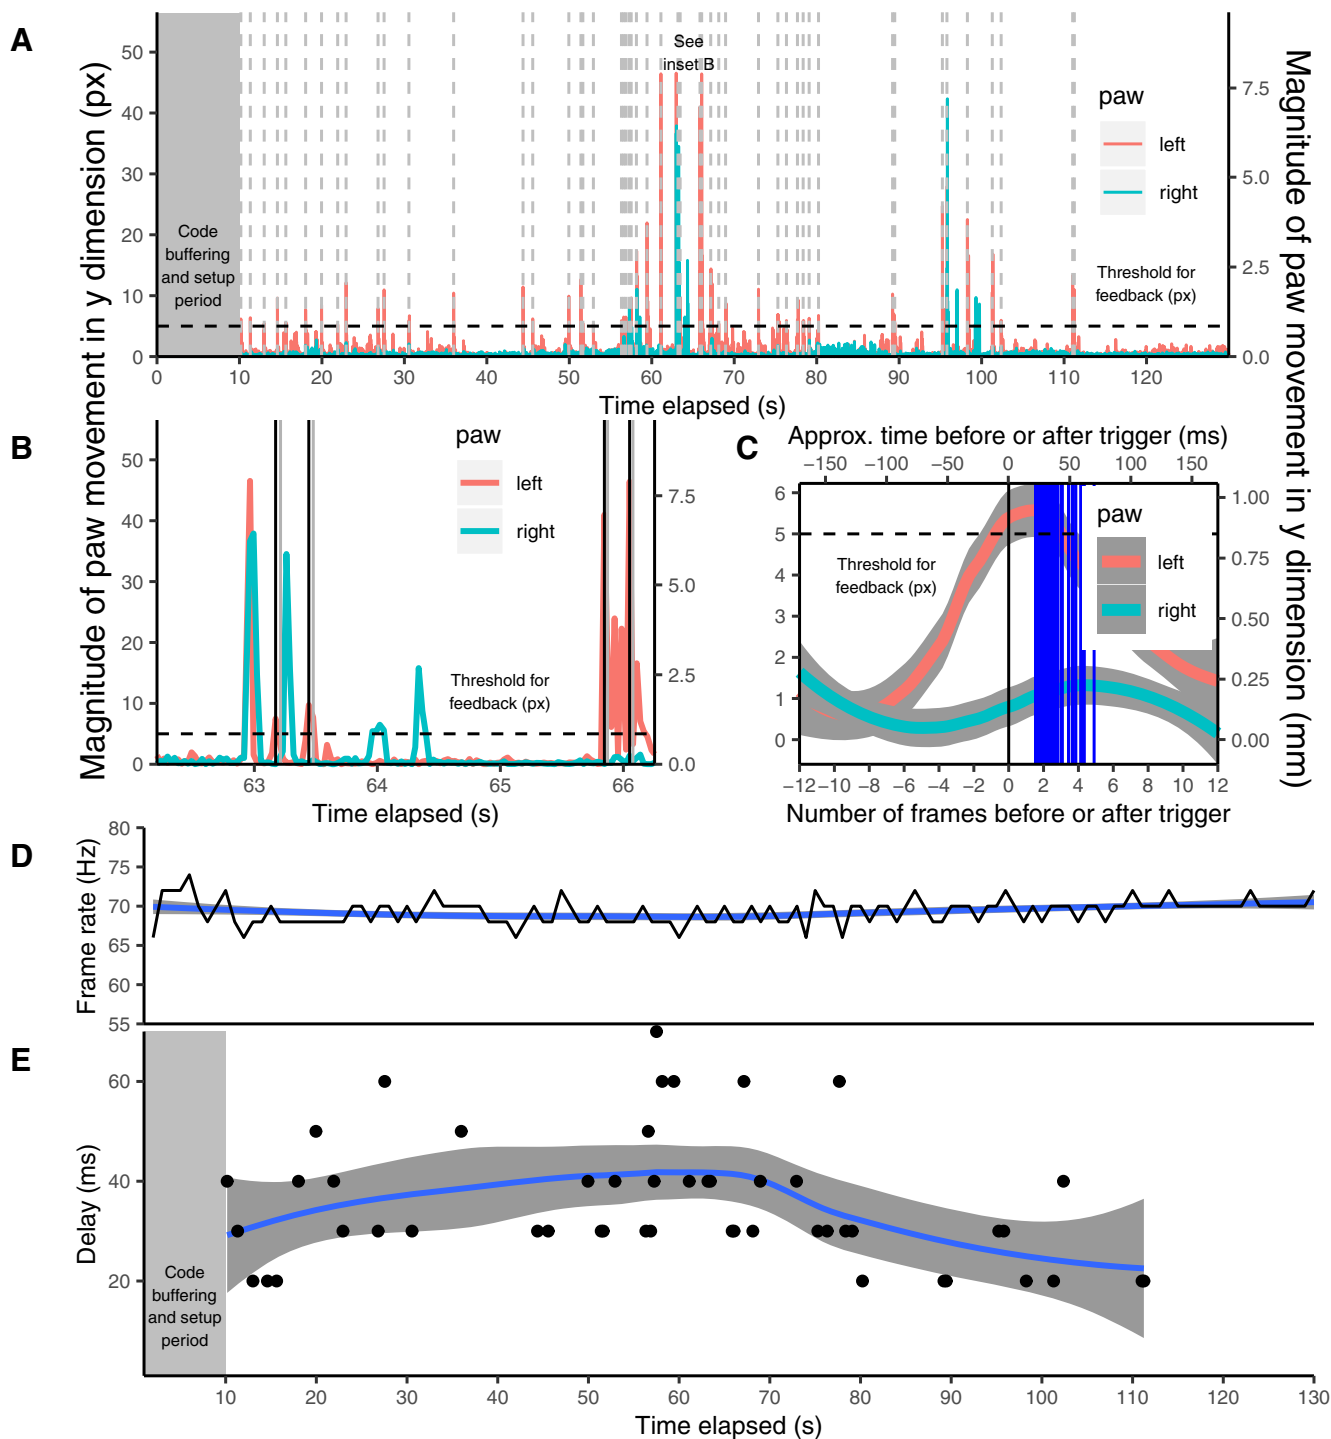 A
Magnitude of paw movement in y dimension (px)
50
40
30
20
10
0
Code
buffering
and setup
period
See
inset B
paw
left
right
Threshold for
feedback (px)
7.5
5.0
2.5
0.0
Magnitude of paw movement in y dimension (mm)
0 10 20 30 40 50 60 70 80 90 100 110 120
Time elapsed (s)
B
50
40
30
20
10
0
paw
left
right
Threshold for
feedback (px)
7.5
5.0
2.5
0.0
63 64 65 66
Time elapsed (s)
C
Approx. time before or after trigger (ms)
−150 −100 −50 0 50 100 150
6
5
4
3
2
1
0
Threshold for
feedback (px)
paw
left
right
1.00
0.75
0.50
0.25
0.00
−12 −10 −8 −6 −4 −2 0 2 4 6 8 10 12
Number of frames before or after trigger
D
Frame rate (Hz)
80
75
70
65
60
55
E
Delay (ms)
60
40
20
Code
buffering
and setup
period
10 20 30 40 50 60 70 80 90 100 110 120 130
Time elapsed (s)